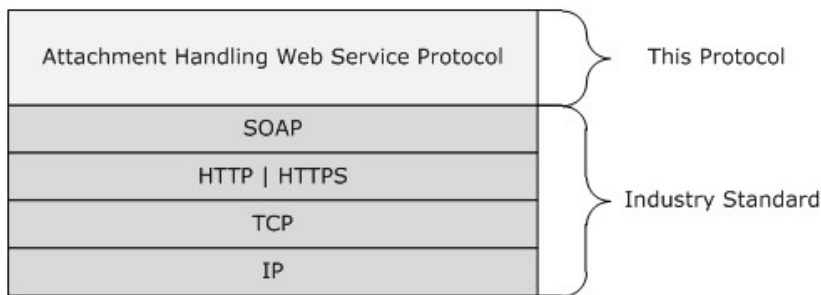 Attachment Handling Web Service Protocol
This Protocol
SOAP
HTTP | HTTPS
TCP
IP
Industry Standard